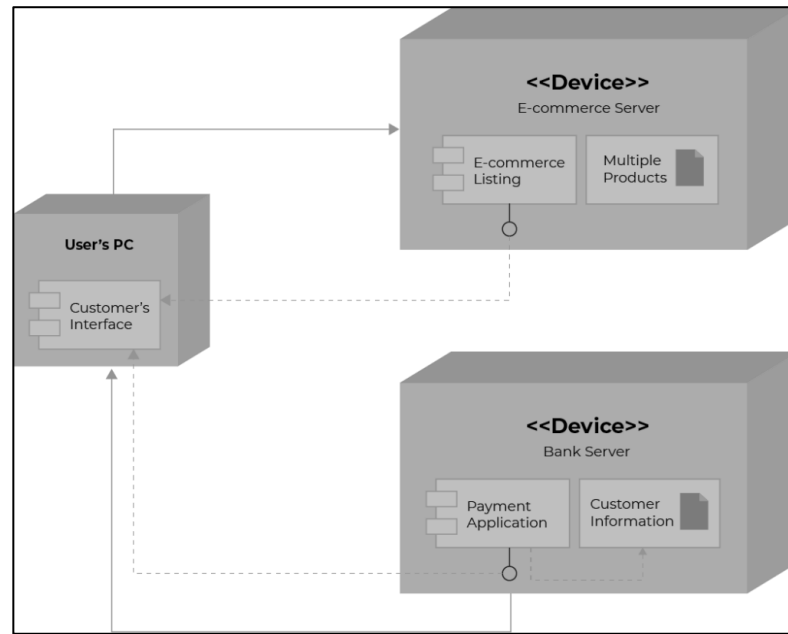 <<Device>>
E-commerce Server
E-commerce
Listing
Multiple
Products
User's PC
Customer's
Interface
<<Device>>
Bank Server
Payment
Application
Customer
Information